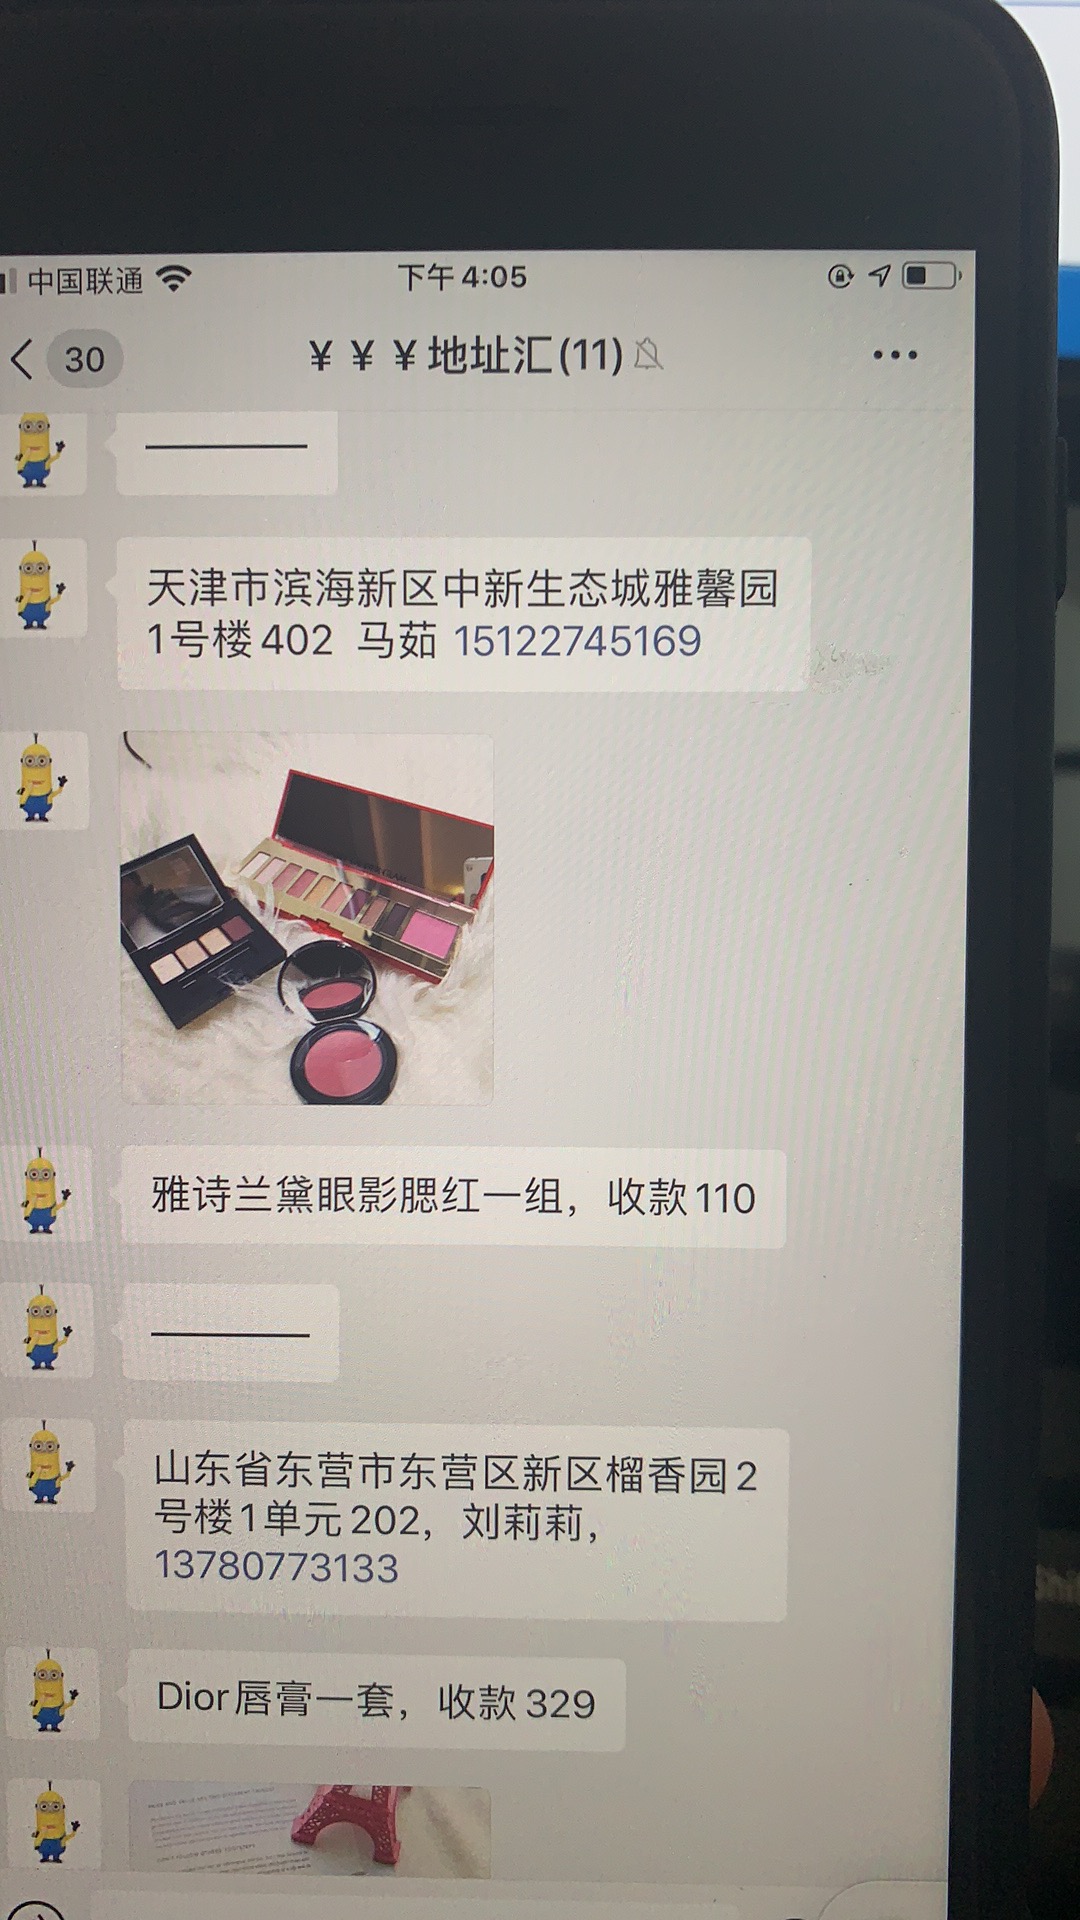 中国联通
下午 4:05
30
¥ ¥ ¥ 地址汇(11)
天津市滨海新区中新生态城雅馨园
1号楼402 马茹 15122745169
雅诗兰黛眼影腮红一组，收款110
山东省东营市东营区新区榴香园2
号楼1单元202，刘莉莉，
13780773133
Dior唇膏一套，收款329